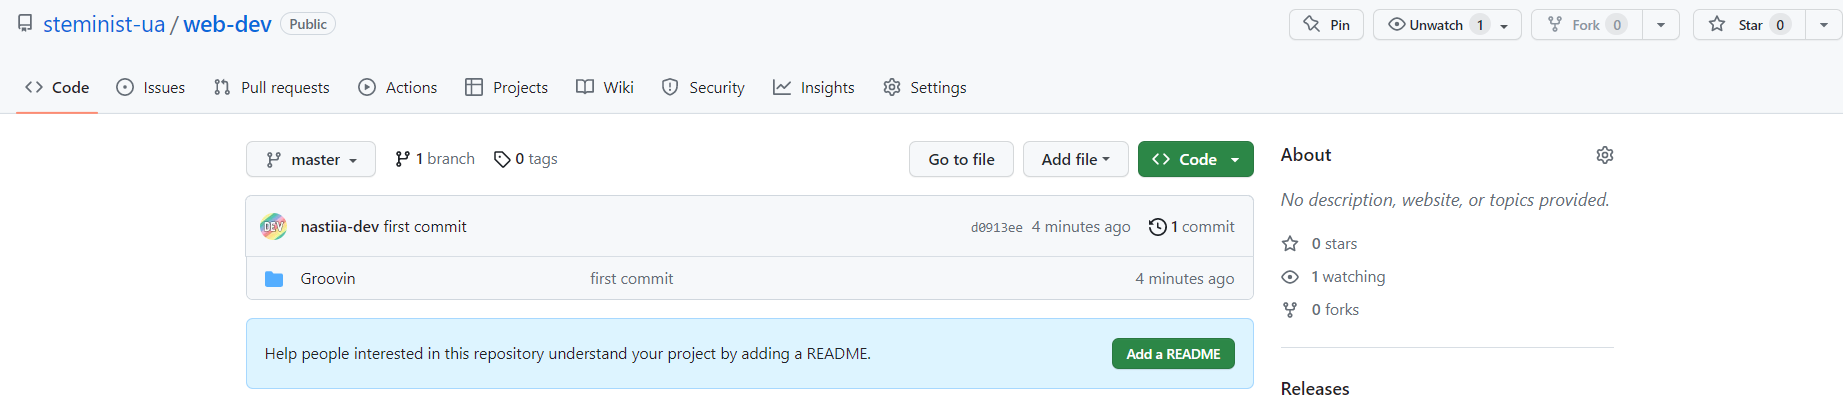 steminist-ua / web-dev Public Pin Unwatch 1 Fork 0 Star 0
Code Issues Pull requests Actions Projects Wiki Security Insights Settings
master 1 branch 0 tags Go to file Add file Code
DEV nastiia-dev first commit d0913ee 4 minutes ago 1 commit
Groovin first commit 4 minutes ago
Help people interested in this repository understand your project by adding a README. Add a README
About
No description, website, or topics provided.
0 stars
1 watching
0 forks
Releases